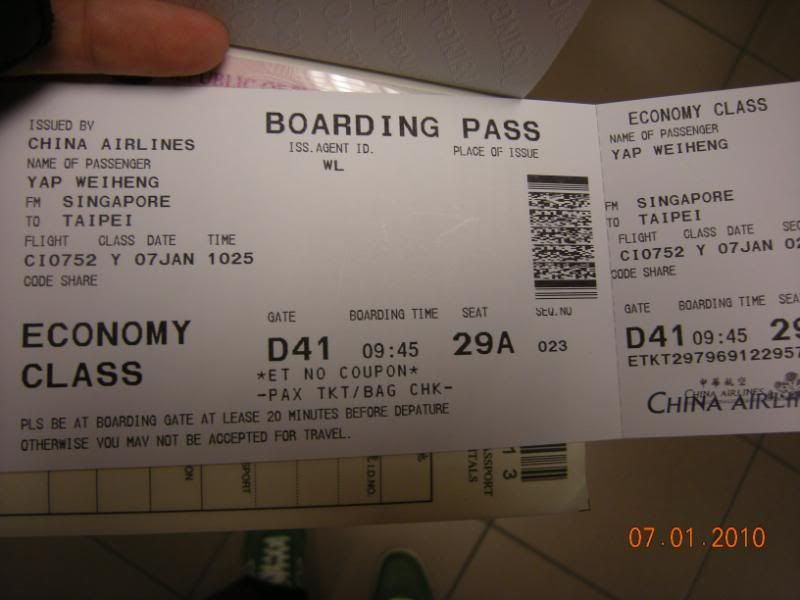 ISSUED BY
CHINA AIRLINES
NAME OF PASSENGER
YAP WEIHENG
FM SINGAPORE
TO TAIPEI
FLIGHT CLASS DATE TIME
CI0752 Y 07JAN 1025
CODE SHARE
ECONOMY
CLASS
BOARDING PASS
ISS.AGENT ID. PLACE OF ISSUE
WL
GATE BOARDING TIME SEAT SEQ.NO
D41 09:45 29A 023
*ET NO COUPON*
-PAX TKT/BAG CHK-
PLS BE AT BOARDING GATE AT LEASE 20 MINUTES BEFORE DEPATURE
OTHERWISE YOU MAY NOT BE ACCEPTED FOR TRAVEL.
ECONOMY CLASS
NAME OF PASSENGER
YAP WEIHENG
FM SINGAPORE
TO TAIPEI
FLIGHT CLASS DATE
CI0752 Y 07JAN
CODE SHARE
GATE BOARDING TIME
D41 09:45
ETKT297969122957
中華航空
CHINA AIRLINES
CHINA AIRLIN
07.01.2010